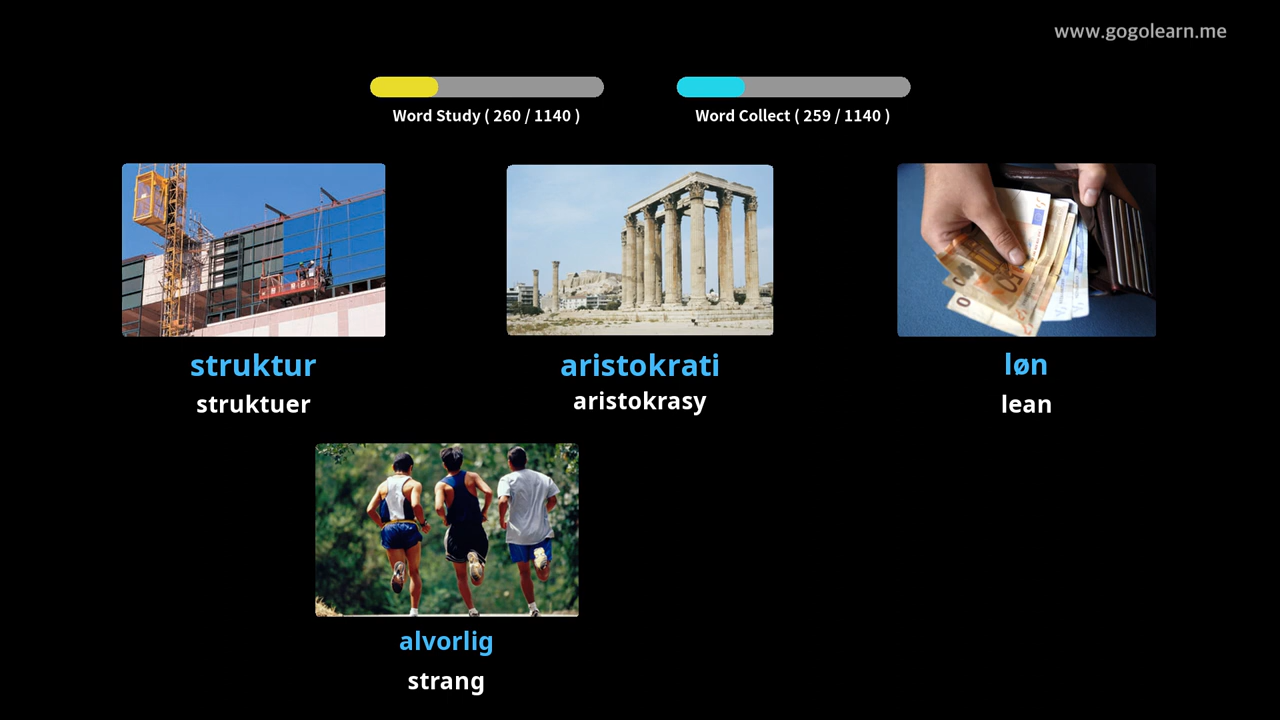 www.gogolearn.me
Word Study ( 260 / 1140 )
Word Collect ( 259 / 1140 )
struktur
struktuer
aristokrati
aristokrasy
løn
lean
alvorlig
strang